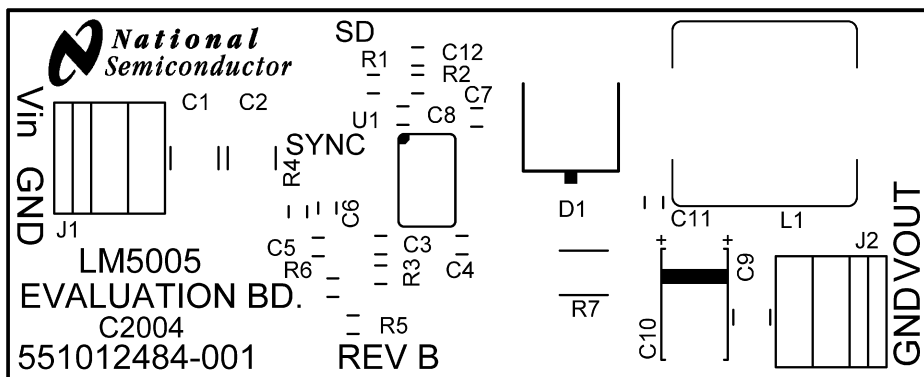 National
Semiconductor
SD
R1
C12
R2
C7
C8
Vin
C1
C2
U1
SYNC
R4
GND
J1
C6
C5
R6
C3
R3
C4
D1
C11
L1
J2
GND VOUT
C9
C10
R7
LM5005
EVALUATION BD.
C2004
551012484-001
R5
REV B
+
+